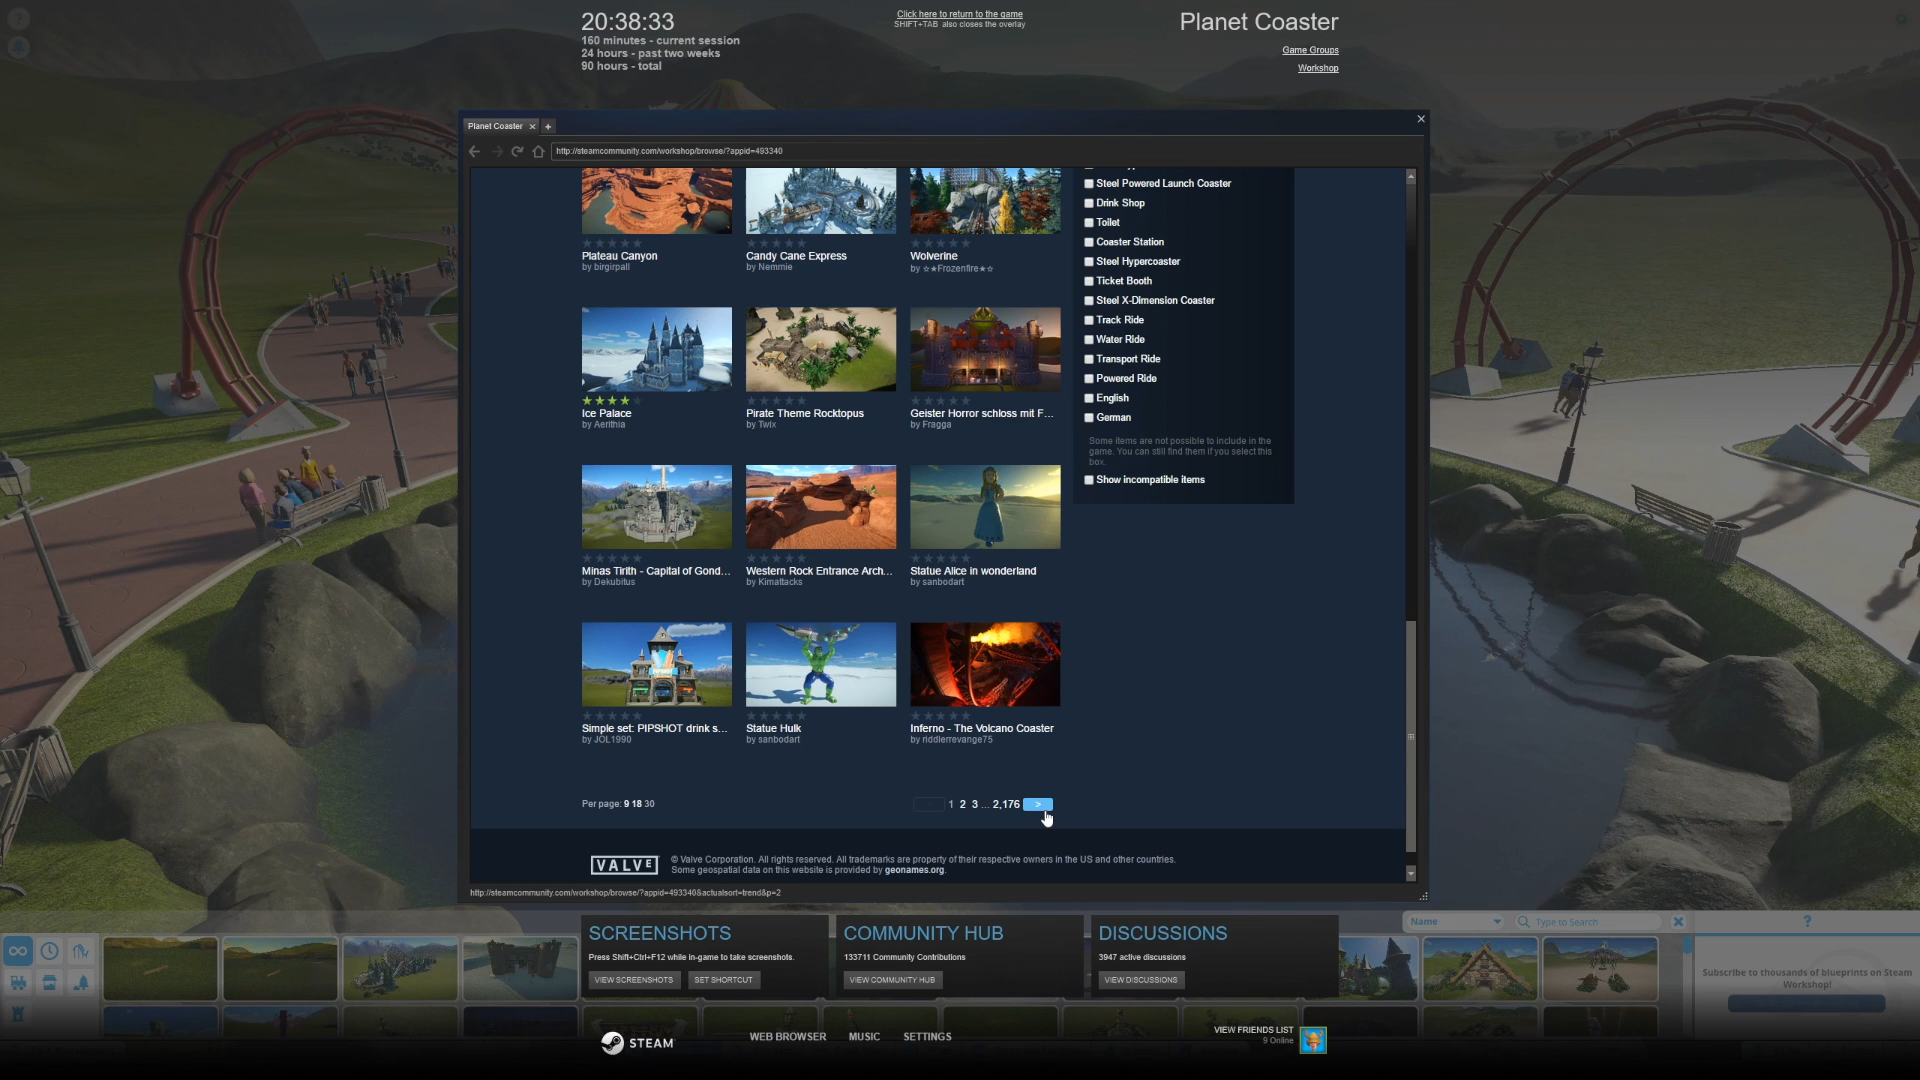 20:38:33
160 minutes - current session
24 hours - past two weeks
90 hours - total
Click here to return to the game
SHIFT+TAB also closes the overlay
Planet Coaster
Game Groups
Workshop
Planet Coaster
http://steamcommunity.com/workshop/browse/?appid=493340
Plateau Canyon
by birgirpall
Candy Cane Express
by Nemmie
Wolverine
by ☆★Frozenfire★☆
Ice Palace
by Aerithia
Pirate Theme Rocktopus
by Twix
Geister Horror schloss mit F...
by Fragga
Minas Tirith - Capital of Gond...
by Dekubitus
Western Rock Entrance Arch...
by Kimattacks
Statue Alice in wonderland
by sanbodart
Simple set: PIPSHOT drink s...
by JOL1990
Statue Hulk
by sanbodart
Inferno - The Volcano Coaster
by riddlerrevange75
Per page: 9 18 30
< 1 2 3 ... 2,176 >
Steel Powered Launch Coaster
Drink Shop
Toilet
Coaster Station
Steel Hypercoaster
Ticket Booth
Steel X-Dimension Coaster
Track Ride
Water Ride
Transport Ride
Powered Ride
English
German
Some items are not possible to include in the
game. You can still find them if you select this
box.
Show incompatible items
VALVE
© Valve Corporation. All rights reserved. All trademarks are property of their respective owners in the US and other countries.
Some geospatial data on this website is provided by geonames.org.
http://steamcommunity.com/workshop/browse/?appid=493340&actualsort=trend&p=2
SCREENSHOTS
Press Shift+Ctrl+F12 while in-game to take screenshots.
VIEW SCREENSHOTS
SET SHORTCUT
COMMUNITY HUB
133711 Community Contributions
VIEW COMMUNITY HUB
DISCUSSIONS
3947 active discussions
VIEW DISCUSSIONS
Name
Type to Search
?
Subscribe to thousands of blueprints on Steam
Workshop!
STEAM
WEB BROWSER
MUSIC
SETTINGS
VIEW FRIENDS LIST
9 Online